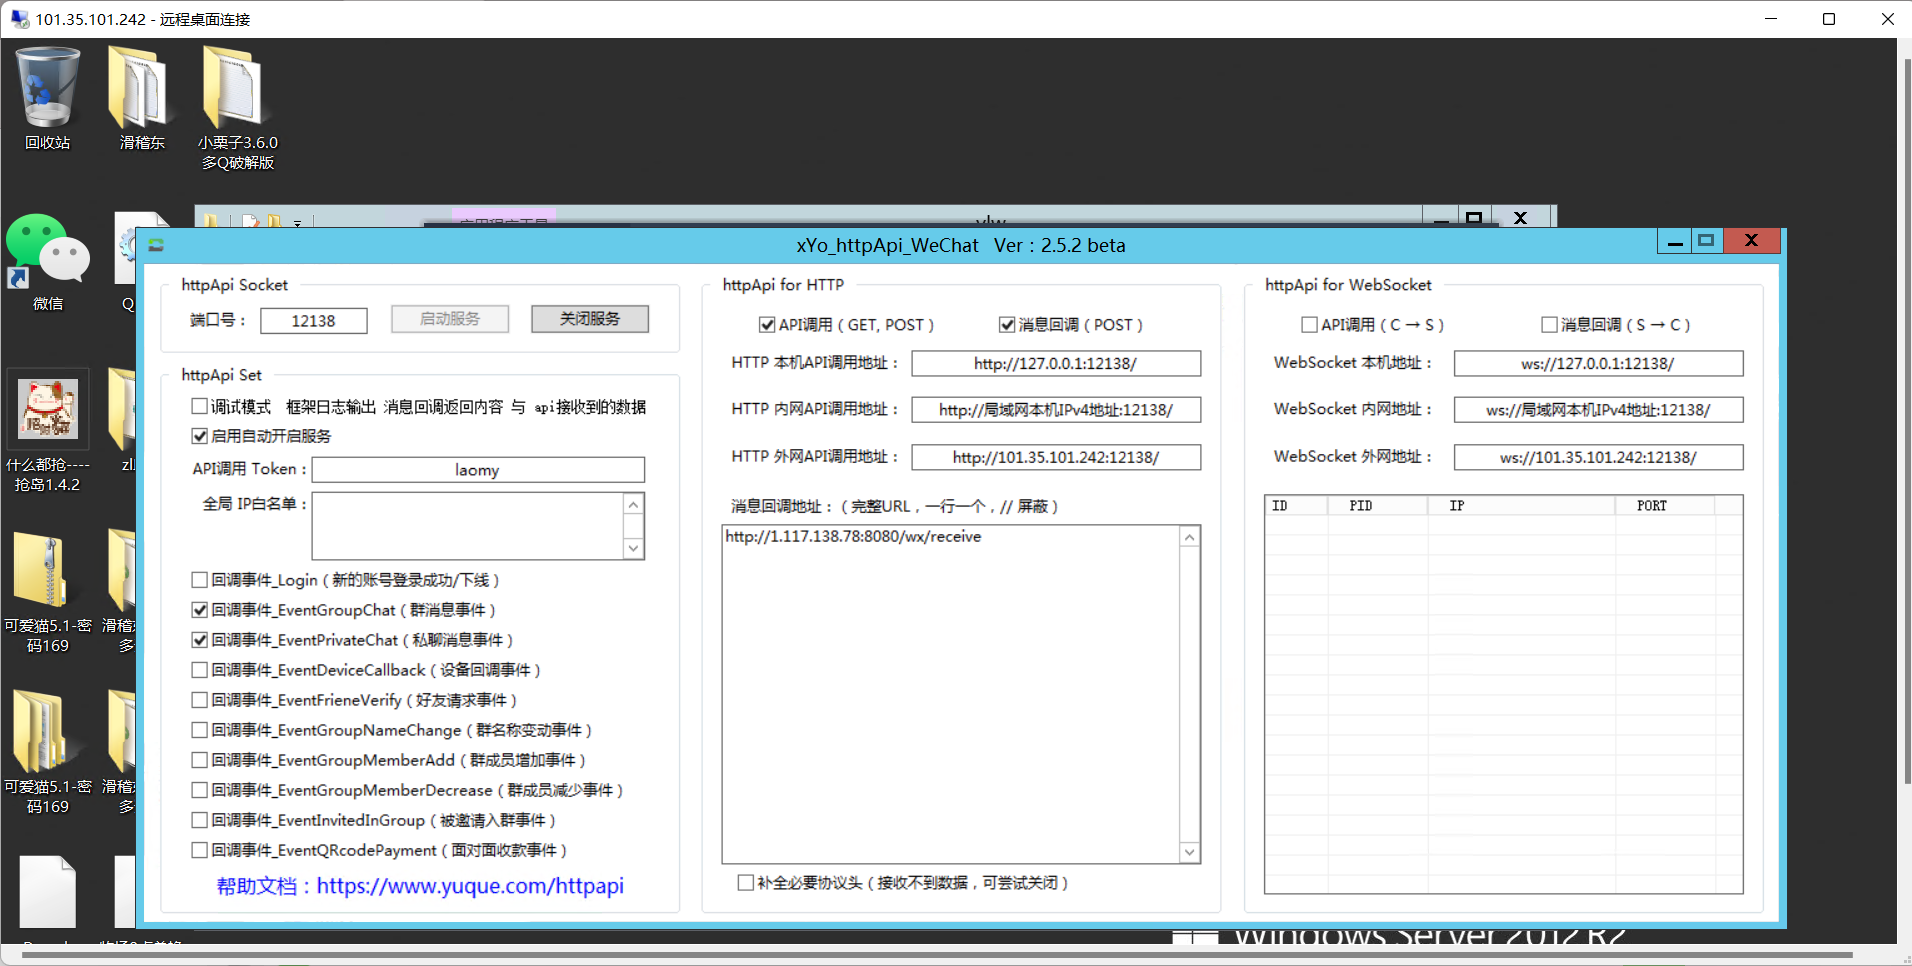 101.35.101.242 - 远程桌面连接
回收站
滑稽东
小栗子3.6.0
多Q破解版
微信
什么都抢----
抢岛1.4.2
可爱猫5.1-密
码169
可爱猫5.1-密
码169
xYo_httpApi_WeChat Ver : 2.5.2 beta
httpApi Socket
端口号： 12138 启动服务 关闭服务
httpApi Set
调试模式 框架日志输出 消息回调返回内容 与 api接收到的数据
启用自动开启服务
API调用 Token： laomy
全局 IP白名单：
回调事件_Login（新的账号登录成功/下线）
回调事件_EventGroupChat（群消息事件）
回调事件_EventPrivateChat（私聊消息事件）
回调事件_EventDeviceCallback（设备回调事件）
回调事件_EventFrieneVerify（好友请求事件）
回调事件_EventGroupNameChange（群名称变动事件）
回调事件_EventGroupMemberAdd（群成员增加事件）
回调事件_EventGroupMemberDecrease（群成员减少事件）
回调事件_EventInvitedInGroup（被邀请入群事件）
回调事件_EventQRcodePayment（面对面收款事件）
帮助文档：https://www.yuque.com/httpapi
httpApi for HTTP
API调用（GET, POST） 消息回调（POST）
HTTP 本机API调用地址： http://127.0.0.1:12138/
HTTP 内网API调用地址： http://局域网本机IPv4地址:12138/
HTTP 外网API调用地址： http://101.35.101.242:12138/
消息回调地址：（完整URL，一行一个，// 屏蔽）
http://1.117.138.78:8080/wx/receive
补全必要协议头（接收不到数据，可尝试关闭）
httpApi for WebSocket
API调用（C → S） 消息回调（S → C）
WebSocket 本机地址： ws://127.0.0.1:12138/
WebSocket 内网地址： ws://局域网本机IPv4地址:12138/
WebSocket 外网地址： ws://101.35.101.242:12138/
ID PID IP PORT
Windows Server 2012 R2